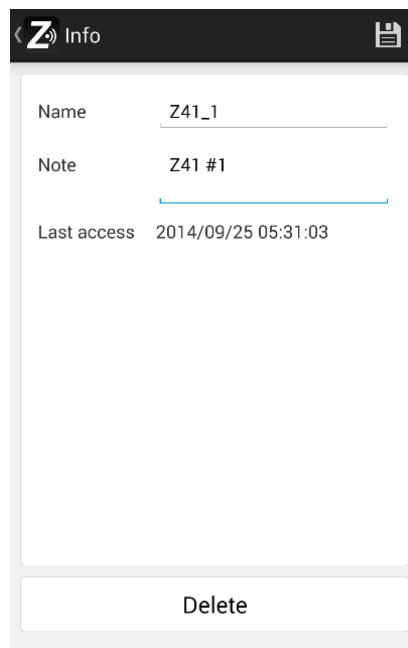 Z Info
Name Z41_1
Note Z41 #1
Last access 2014/09/25 05:31:03
Delete